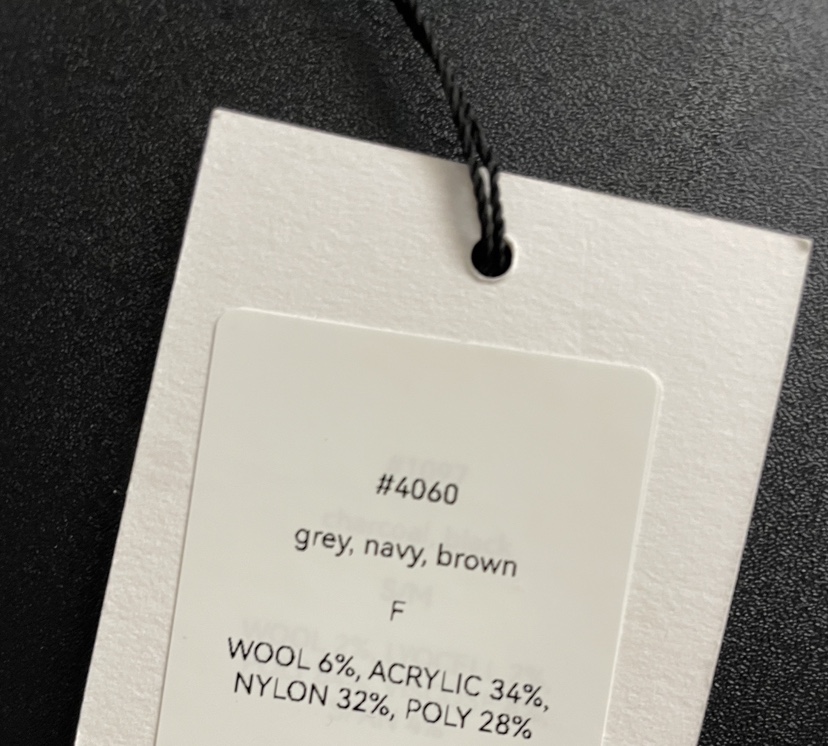 #4060
grey, navy, brown
F
WOOL 6%, ACRYLIC 34%,
NYLON 32%, POLY 28%